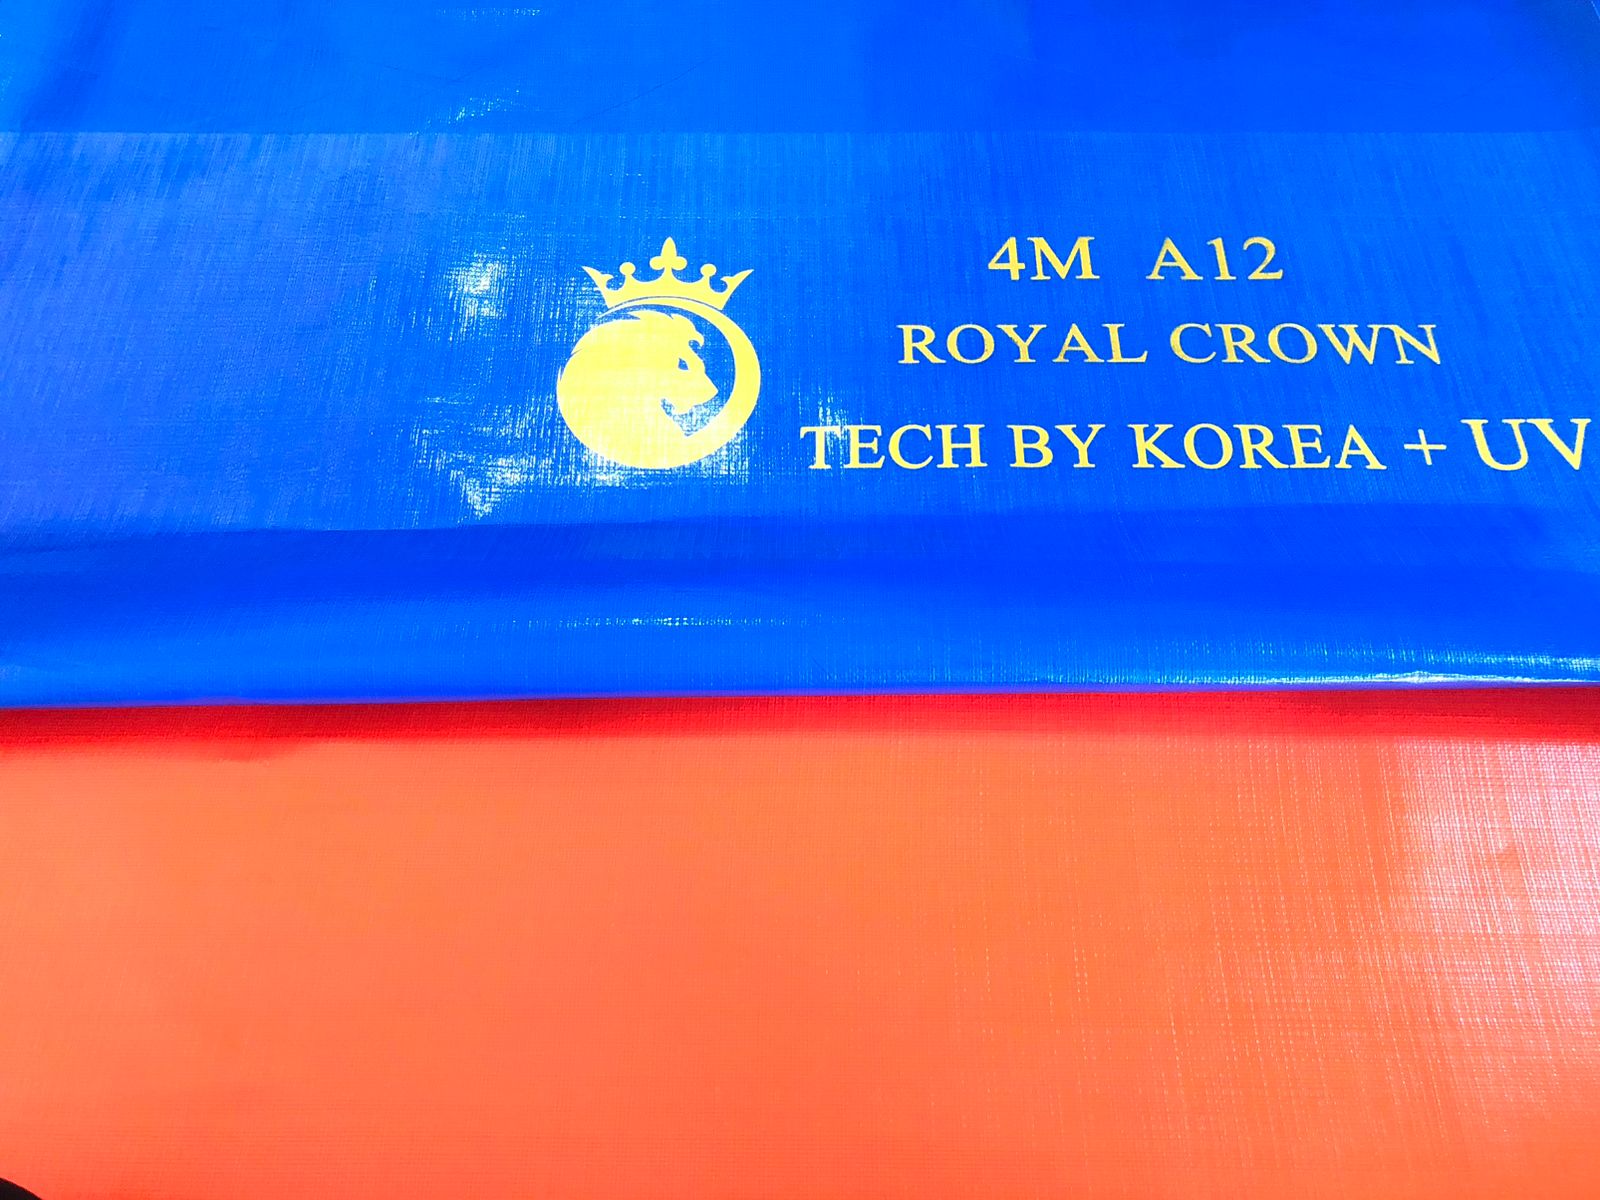 4M A12
ROYAL CROWN
TECH BY KOREA + UV